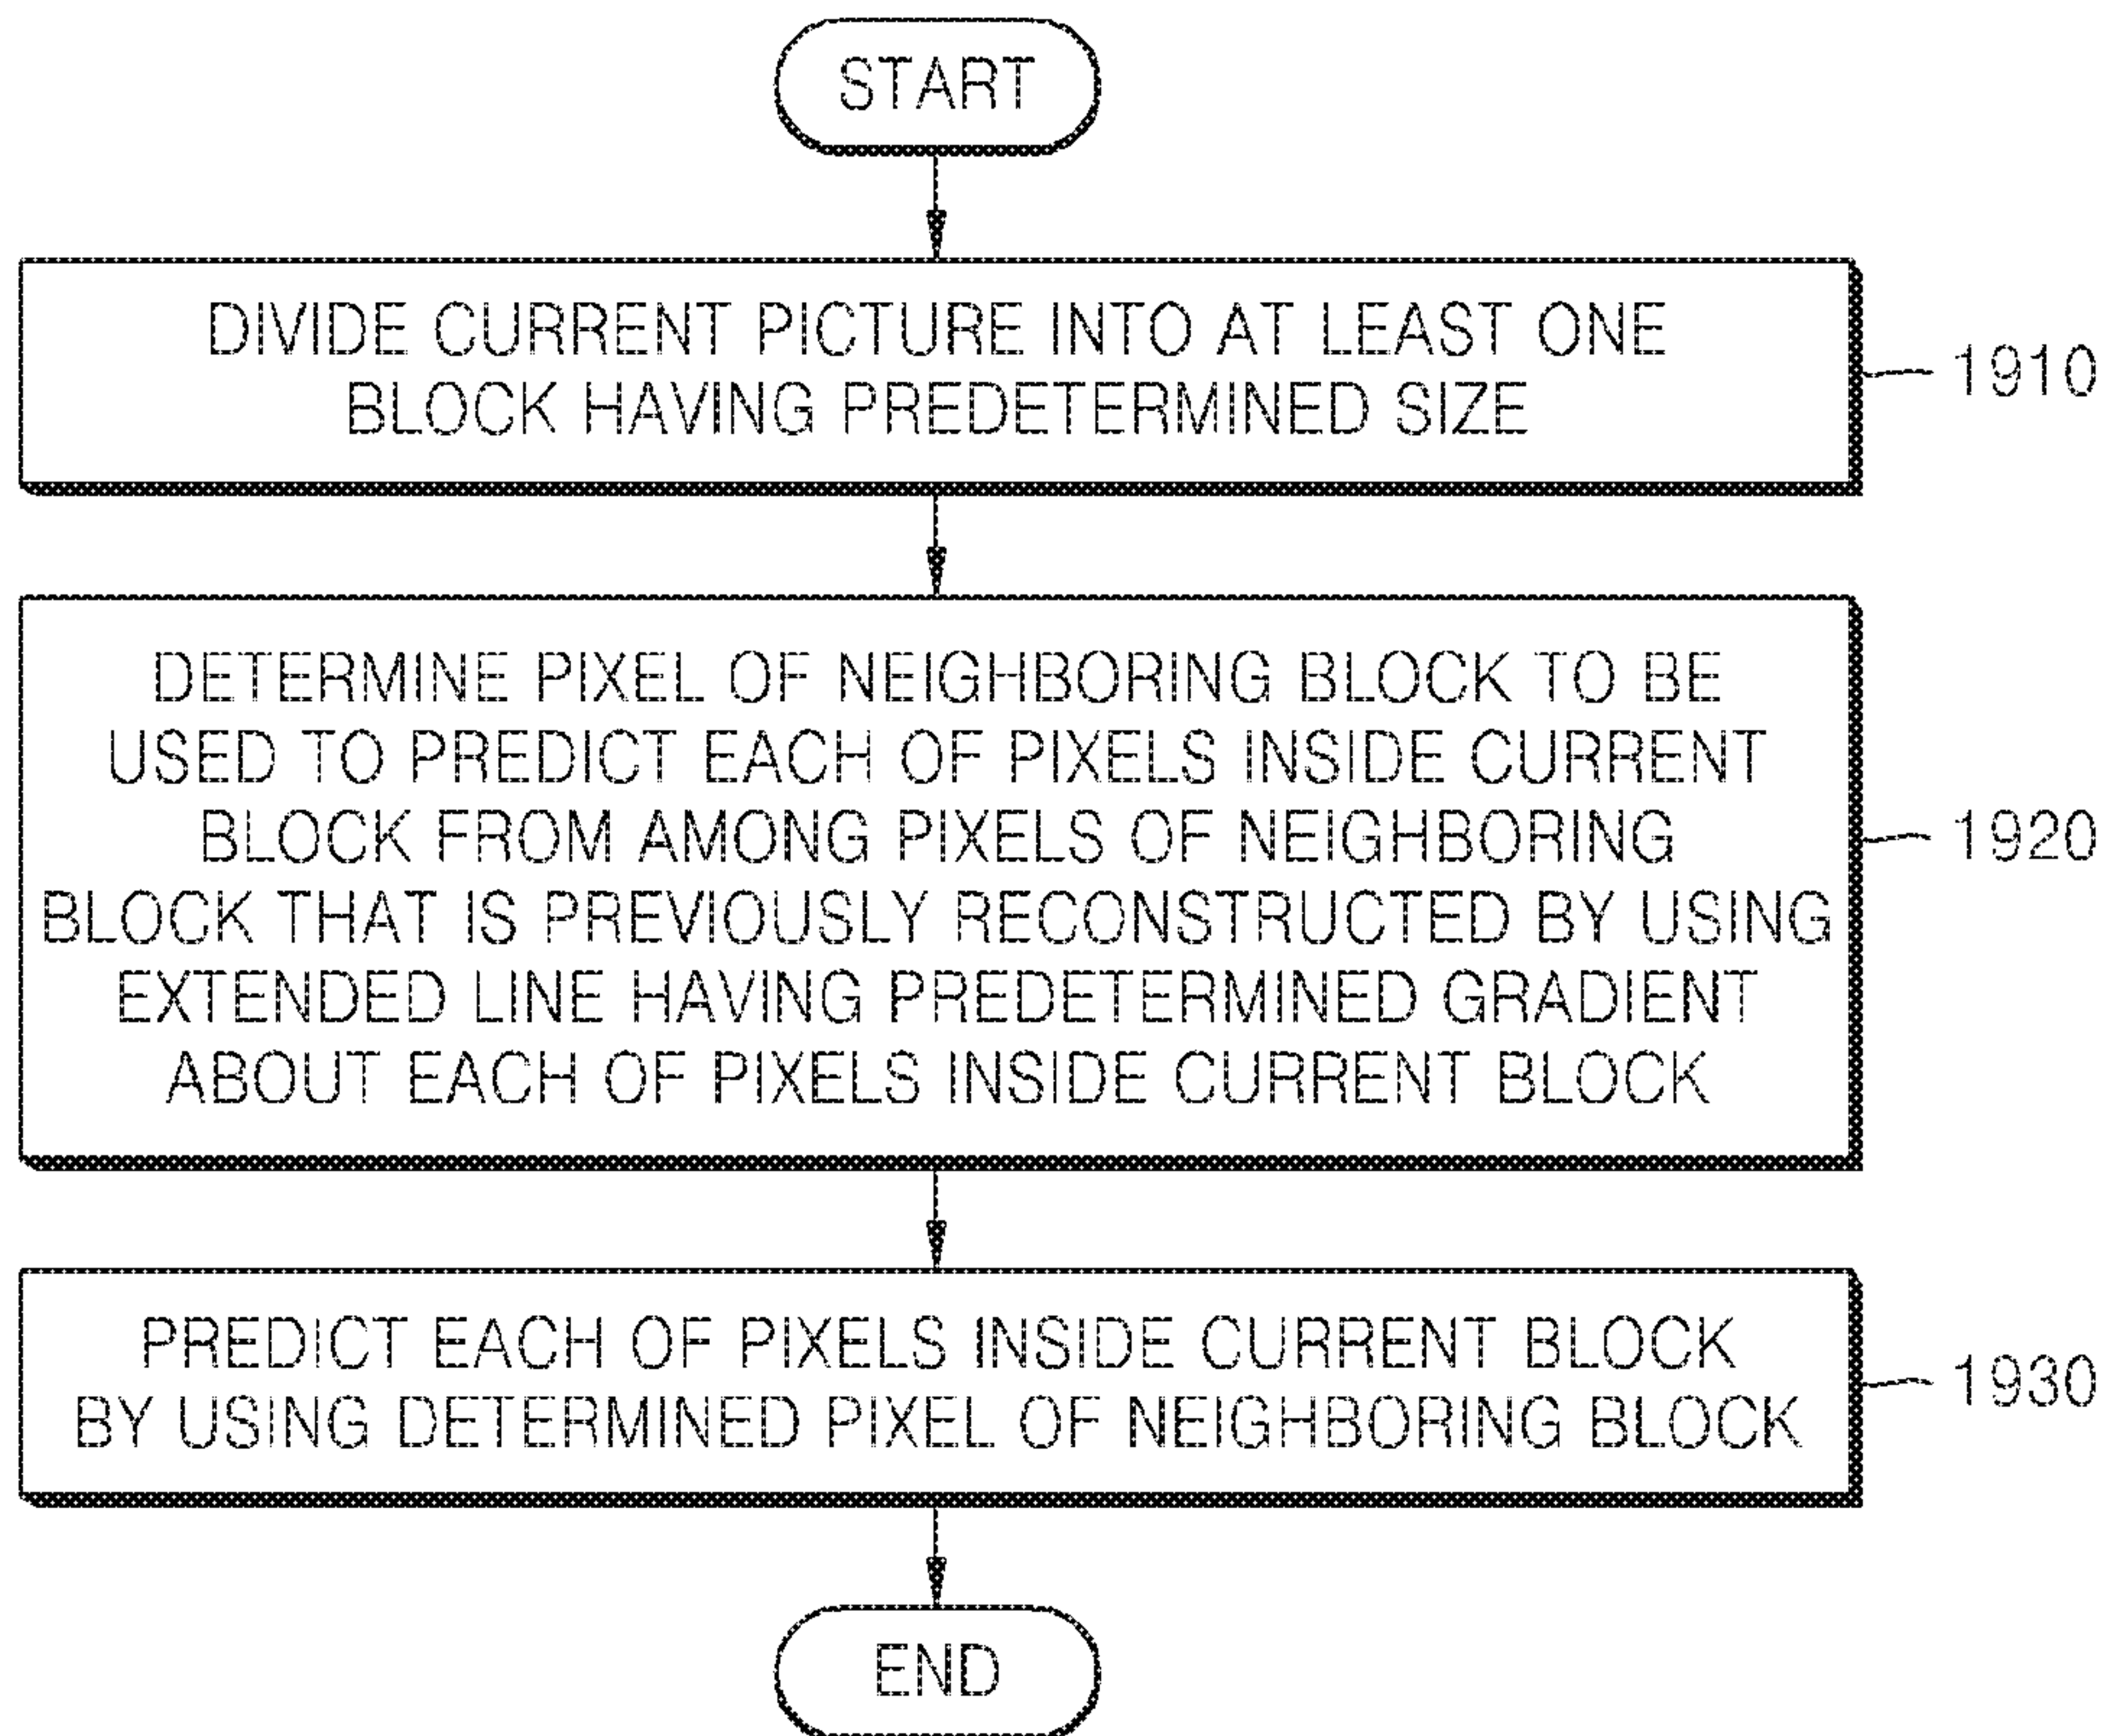 START
DIVIDE CURRENT PICTURE INTO AT LEAST ONE
BLOCK HAVING PREDETERMINED SIZE
1910
DETERMINE PIXEL OF NEIGHBORING BLOCK TO BE
USED TO PREDICT EACH OF PIXELS INSIDE CURRENT
BLOCK FROM AMONG PIXELS OF NEIGHBORING
BLOCK THAT IS PREVIOUSLY RECONSTRUCTED BY USING
EXTENDED LINE HAVING PREDETERMINED GRADIENT
ABOUT EACH OF PIXELS INSIDE CURRENT BLOCK
1920
PREDICT EACH OF PIXELS INSIDE CURRENT BLOCK
BY USING DETERMINED PIXEL OF NEIGHBORING BLOCK
1930
END